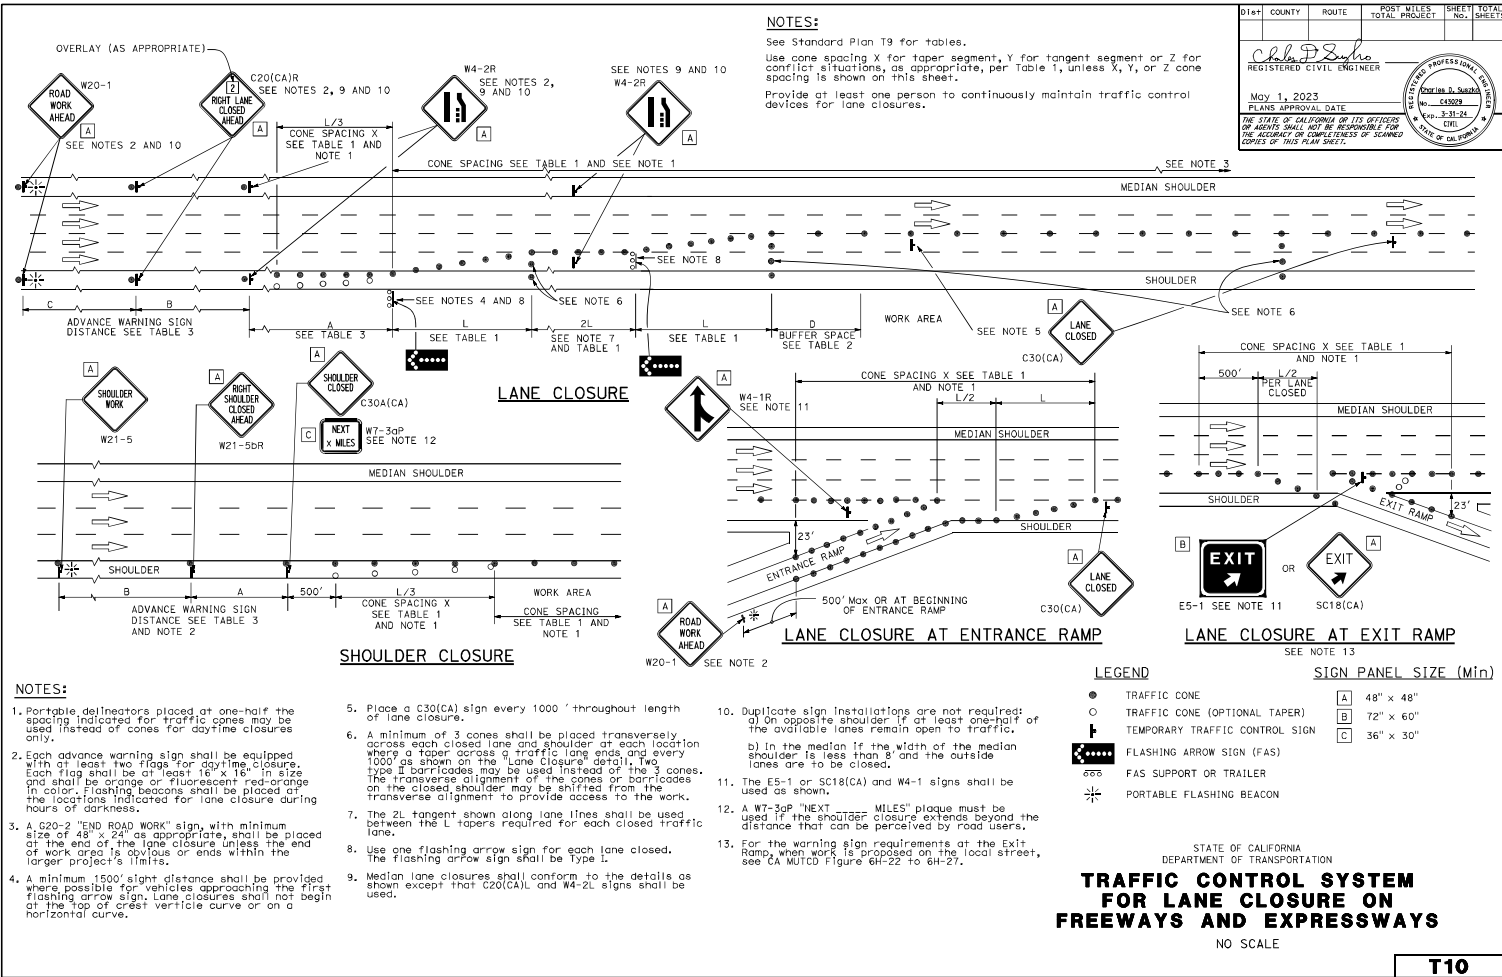 NOTES:
See Standard Plan T9 for tables.
Use cone spacing X for taper segment, Y for tangent segment or Z for
conflict situations, as appropriate, per Table 1, unless X, Y, or Z cone
spacing is shown on this sheet.
Provide at least one person to continuously maintain traffic control
devices for lane closures.
Dist COUNTY ROUTE POST MILES TOTAL PROJECT SHEET No. TOTAL SHEETS
REGISTERED CIVIL ENGINEER
May 1, 2023
PLANS APPROVAL DATE
THE STATE OF CALIFORNIA OR ITS OFFICERS
OR AGENTS SHALL NOT BE RESPONSIBLE FOR
THE ACCURACY OR COMPLETENESS OF SCANNED
COPIES OF THIS PLAN SHEET.
REGISTERED PROFESSIONAL ENGINEER
Charles D. Suszko
No. C43029
Exp. 3-31-24
CIVIL
STATE OF CALIFORNIA
OVERLAY (AS APPROPRIATE)
ROAD WORK AHEAD
W20-1
A
SEE NOTES 2 AND 10
2
RIGHT LANE CLOSED AHEAD
C20(CA)R
SEE NOTES 2, 9 AND 10
A
W4-2R
SEE NOTES 2,
9 AND 10
A
SEE NOTES 9 AND 10
W4-2R
A
L/3
CONE SPACING X
SEE TABLE 1 AND
NOTE 1
CONE SPACING SEE TABLE 1 AND SEE NOTE 1
SEE NOTE 3
MEDIAN SHOULDER
SEE NOTE 8
SHOULDER
SEE NOTES 4 AND 8
SEE NOTE 6
C
B
ADVANCE WARNING SIGN
DISTANCE SEE TABLE 3
A
SEE TABLE 3
L
SEE TABLE 1
2L
SEE NOTE 7
AND TABLE 1
L
SEE TABLE 1
D
BUFFER SPACE
SEE TABLE 2
WORK AREA
SEE NOTE 5
A
LANE CLOSED
C30(CA)
SEE NOTE 6
LANE CLOSURE
A
SHOULDER WORK
W21-5
A
RIGHT SHOULDER CLOSED AHEAD
W21-5bR
A
SHOULDER CLOSED
C30A(CA)
C
NEXT X MILES
W7-3aP
SEE NOTE 12
MEDIAN SHOULDER
SHOULDER
B
A
500'
L/3
WORK AREA
ADVANCE WARNING SIGN
DISTANCE SEE TABLE 3
AND NOTE 2
CONE SPACING X
SEE TABLE 1
AND NOTE 1
CONE SPACING
SEE TABLE 1 AND
NOTE 1
SHOULDER CLOSURE
CONE SPACING X SEE TABLE 1
AND NOTE 1
L/2
L
A
W4-1R
SEE NOTE 11
MEDIAN SHOULDER
SHOULDER
23'
ENTRANCE RAMP
A
LANE CLOSED
C30(CA)
500' Max OR AT BEGINNING
OF ENTRANCE RAMP
A
ROAD WORK AHEAD
W20-1
SEE NOTE 2
LANE CLOSURE AT ENTRANCE RAMP
CONE SPACING X SEE TABLE 1
AND NOTE 1
500'
L/2
PER LANE
CLOSED
MEDIAN SHOULDER
SHOULDER
EXIT RAMP
23'
B
EXIT
E5-1 SEE NOTE 11
OR
A
EXIT
SC18(CA)
LANE CLOSURE AT EXIT RAMP
SEE NOTE 13
NOTES:
1. Portable delineators placed at one-half the
spacing indicated for traffic cones may be
used instead of cones for daytime closures
only.
2. Each advance warning sign shall be equipped
with at least two flags for daytime closure.
Each flag shall be at least 16" x 16" in size
and shall be orange or fluorescent red-orange
in color. Flashing beacons shall be placed at
the locations indicated for lane closure during
hours of darkness.
3. A G20-2 "END ROAD WORK" sign, with minimum
size of 48" x 24" as appropriate, shall be placed
at the end of the lane closure unless the end
of work area is obvious or ends within the
larger project's limits.
4. A minimum 1500' sight distance shall be provided
where possible for vehicles approaching the first
flashing arrow sign. Lane closures shall not begin
at the top of crest verticle curve or on a
horizontal curve.
5. Place a C30(CA) sign every 1000 ' throughout length
of lane closure.
6. A minimum of 3 cones shall be placed transversely
across each closed lane and shoulder at each location
where a taper across a traffic lane ends and every
1000' as shown on the "Lane Closure" detail. Two
type II barricades may be used instead of the 3 cones.
The transverse alignment of the cones or barricades
on the closed shoulder may be shifted from the
transverse alignment to provide access to the work.
7. The 2L tangent shown along lane lines shall be used
between the L tapers required for each closed traffic
lane.
8. Use one flashing arrow sign for each lane closed.
The flashing arrow sign shall be Type I.
9. Median lane closures shall conform to the details as
shown except that C20(CA)L and W4-2L signs shall be
used.
10. Duplicate sign installations are not required:
a) On opposite shoulder if at least one-half of
the available lanes remain open to traffic.
b) In the median if the width of the median
shoulder is less than 8' and the outside
lanes are to be closed.
11. The E5-1 or SC18(CA) and W4-1 signs shall be
used as shown.
12. A W7-3aP "NEXT _____ MILES" plaque must be
used if the shoulder closure extends beyond the
distance that can be perceived by road users.
13. For the warning sign requirements at the Exit
Ramp, when work is proposed on the local street,
see CA MUTCD Figure 6H-22 to 6H-27.
LEGEND
TRAFFIC CONE
TRAFFIC CONE (OPTIONAL TAPER)
TEMPORARY TRAFFIC CONTROL SIGN
FLASHING ARROW SIGN (FAS)
FAS SUPPORT OR TRAILER
PORTABLE FLASHING BEACON
SIGN PANEL SIZE (Min)
A 48" x 48"
B 72" x 60"
C 36" x 30"
STATE OF CALIFORNIA
DEPARTMENT OF TRANSPORTATION
TRAFFIC CONTROL SYSTEM
FOR LANE CLOSURE ON
FREEWAYS AND EXPRESSWAYS
NO SCALE
T10